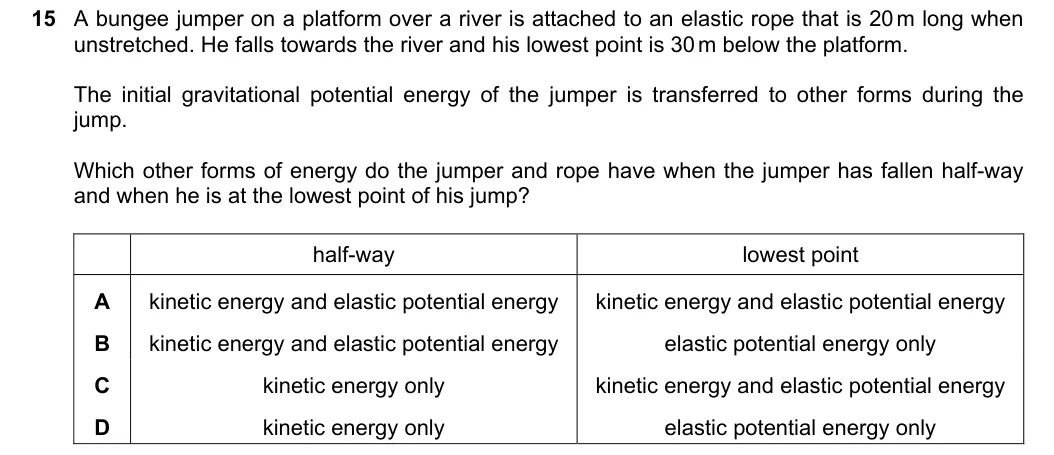 15 A bungee jumper on a platform over a river is attached to an elastic rope that is 20 m long when
unstretched. He falls towards the river and his lowest point is 30 m below the platform.
The initial gravitational potential energy of the jumper is transferred to other forms during the
jump.
Which other forms of energy do the jumper and rope have when the jumper has fallen half-way
and when he is at the lowest point of his jump?
half-way lowest point
A kinetic energy and elastic potential energy kinetic energy and elastic potential energy
B kinetic energy and elastic potential energy elastic potential energy only
C kinetic energy only kinetic energy and elastic potential energy
D kinetic energy only elastic potential energy only